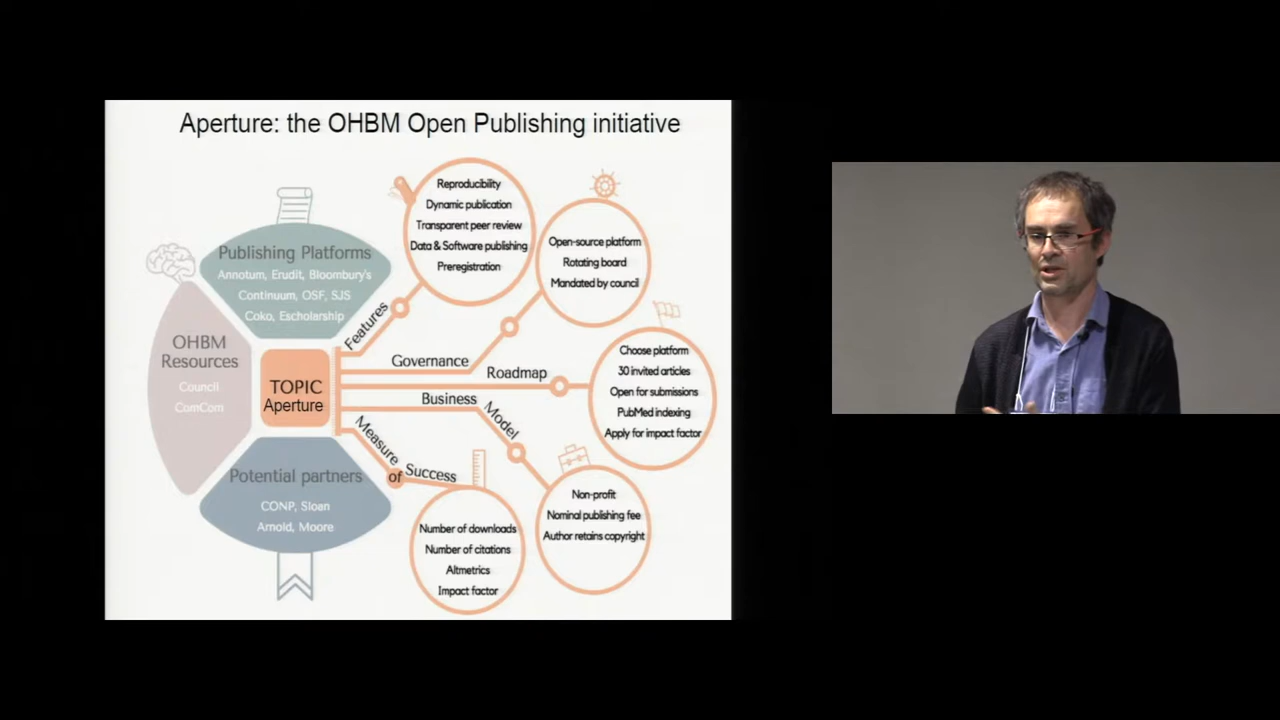 Aperture: the OHBM Open Publishing initiative
Publishing Platforms
Annotum, Erudit, Bloombury's
Continuum, OSF, SJS
Coko, Escholarship
OHBM
Resources
Council
ComCom
TOPIC
Aperture
Potential partners
CONP, Sloan
Arnold, Moore
Features
Reproducibility
Dynamic publication
Transparent peer review
Data & Software publishing
Preregistration
Governance
Open-source platform
Rotating board
Mandated by council
Roadmap
Choose platform
30 invited articles
Open for submissions
PubMed indexing
Apply for impact factor
Business Model
Non-profit
Nominal publishing fee
Author retains copyright
Measure of Success
Number of downloads
Number of citations
Altmetrics
Impact factor